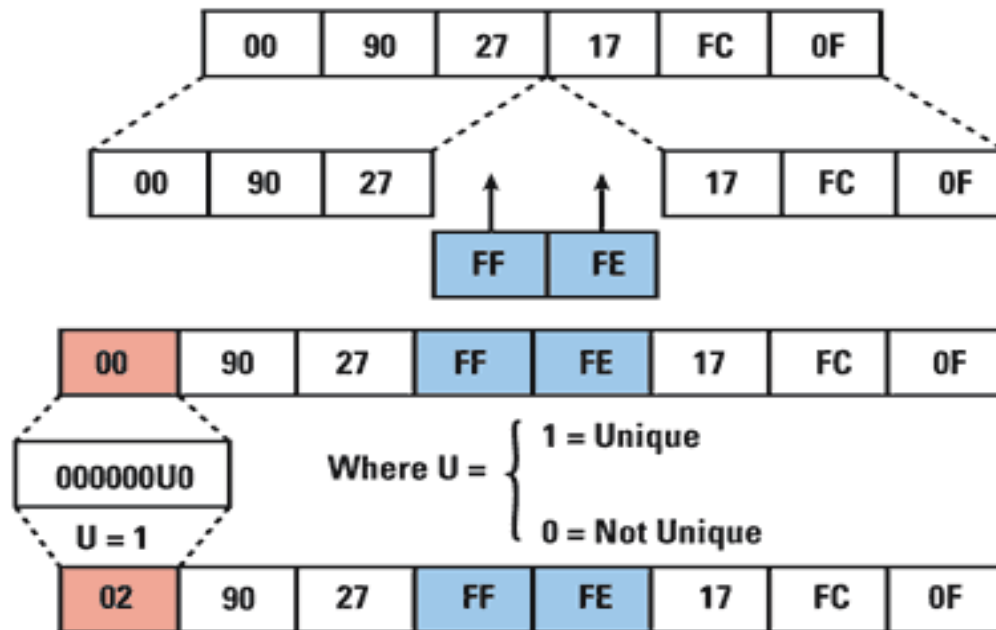 00 90 27 17 FC 0F
00 90 27 17 FC 0F
FF FE
00 90 27 FF FE 17 FC 0F
1 = Unique
000000U0 Where U =
U = 1 0 = Not Unique
02 90 27 FF FE 17 FC 0F